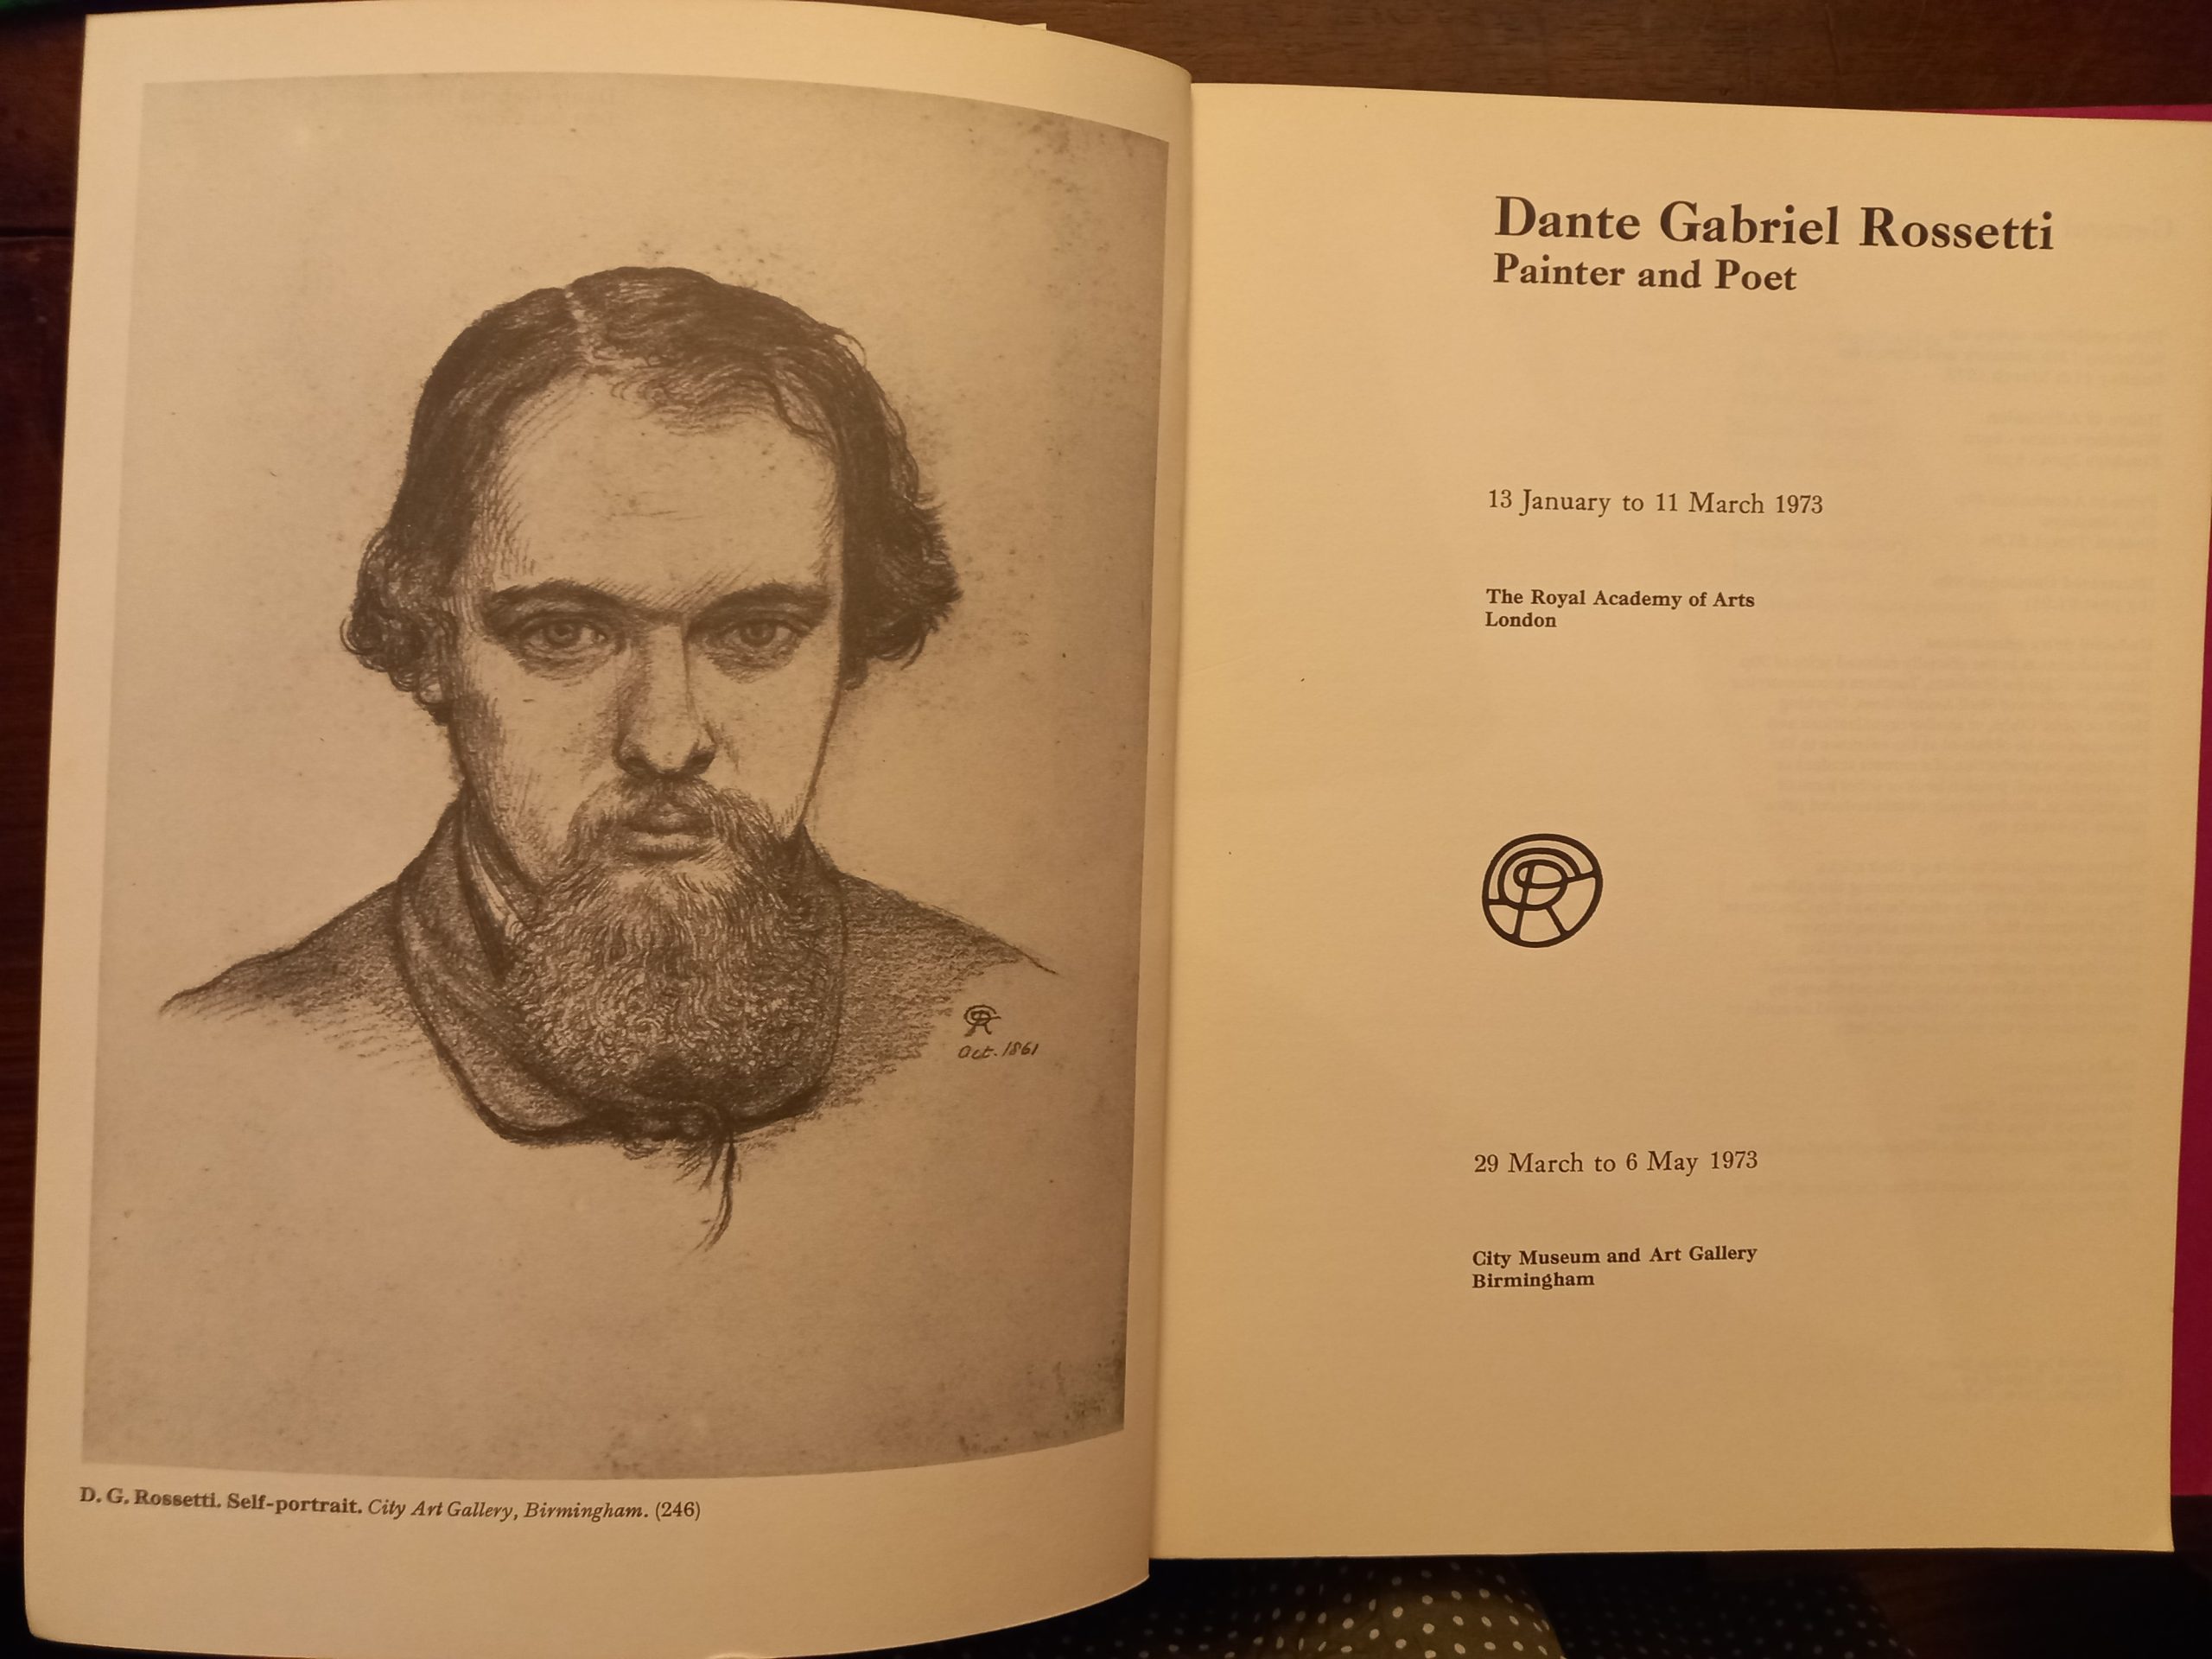 Oct. 1861
D. G. Rossetti. Self-portrait. City Art Gallery, Birmingham. (246)
Dante Gabriel Rossetti
Painter and Poet
13 January to 11 March 1973
The Royal Academy of Arts
London
29 March to 6 May 1973
City Museum and Art Gallery
Birmingham